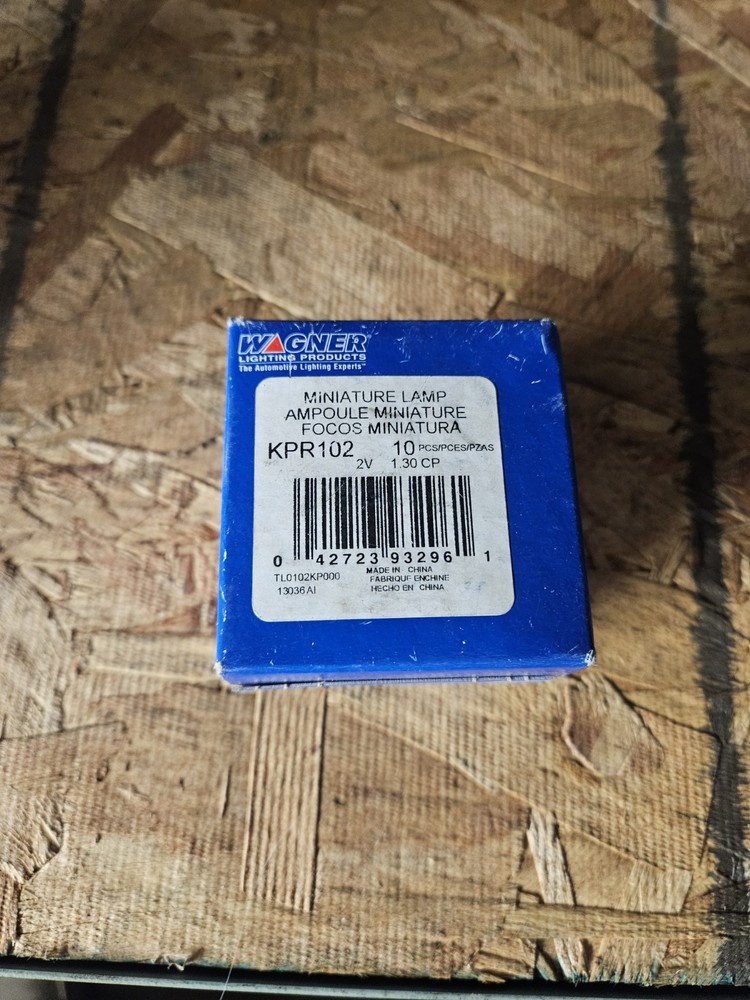 WAGNER
LIGHTING PRODUCTS
The Automotive Lighting Experts™
MINIATURE LAMP
AMPOULE MINIATURE
FOCOS MINIATURA
KPR102 10 PCS/PCES/PZAS
2V 1.30 CP
0 42723 93296 1
TL0102KP000 MADE IN CHINA
FABRIQUE ENCHINE
13036AI HECHO EN CHINA